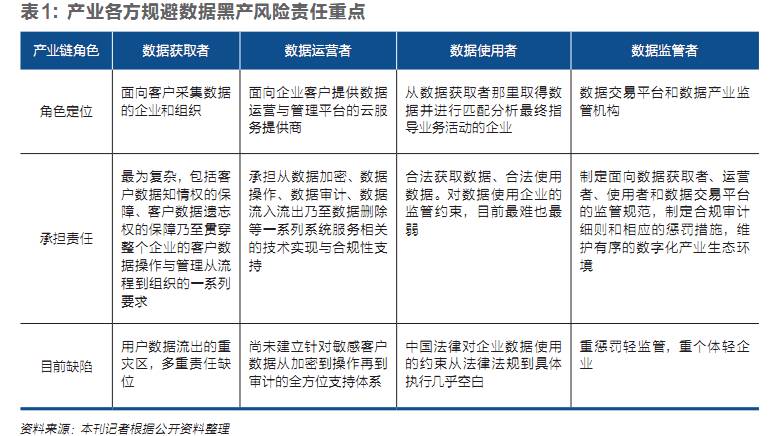 表1：产业各方规避数据黑产风险责任重点
产业链角色 数据获取者 数据运营者 数据使用者 数据监管者
角色定位
面向客户采集数据
的企业和组织
面向企业客户提供数据
运营与管理平台的云服
务提供商
从数据获取者那里取得数
据并进行匹配分析最终指
导业务活动的企业
数据交易平台和数据产业监
管机构
承担责任
最为复杂，包括客
户数据知情权的保
障、客户数据遗忘
权的保障乃至贯穿
整个企业的客户数
据操作与管理从流
程到组织的一系列
要求
承担从数据加密、数据
操作、数据审计、数据
流入流出乃至数据删除
等一系列系统服务相关
的技术实现与合规性支
持
合法获取数据、合法使用
数据。对数据使用企业的
监管约束，目前最难也最
弱
制定面向数据获取者、运营
者、使用者和数据交易平台
的监管规范，制定合规审计
细则和相应的惩罚措施，维
护有序的数字化产业生态环
境
目前缺陷
用户数据流出的重
灾区，多重责任缺
位
尚未建立针对敏感客户
数据从加密到操作再到
审计的全方位支持体系
中国法律对企业数据使用
的约束从法律法规到具体
执行几乎空白
重惩罚轻监管，重个体轻企
业
资料来源：本刊记者根据公开资料整理